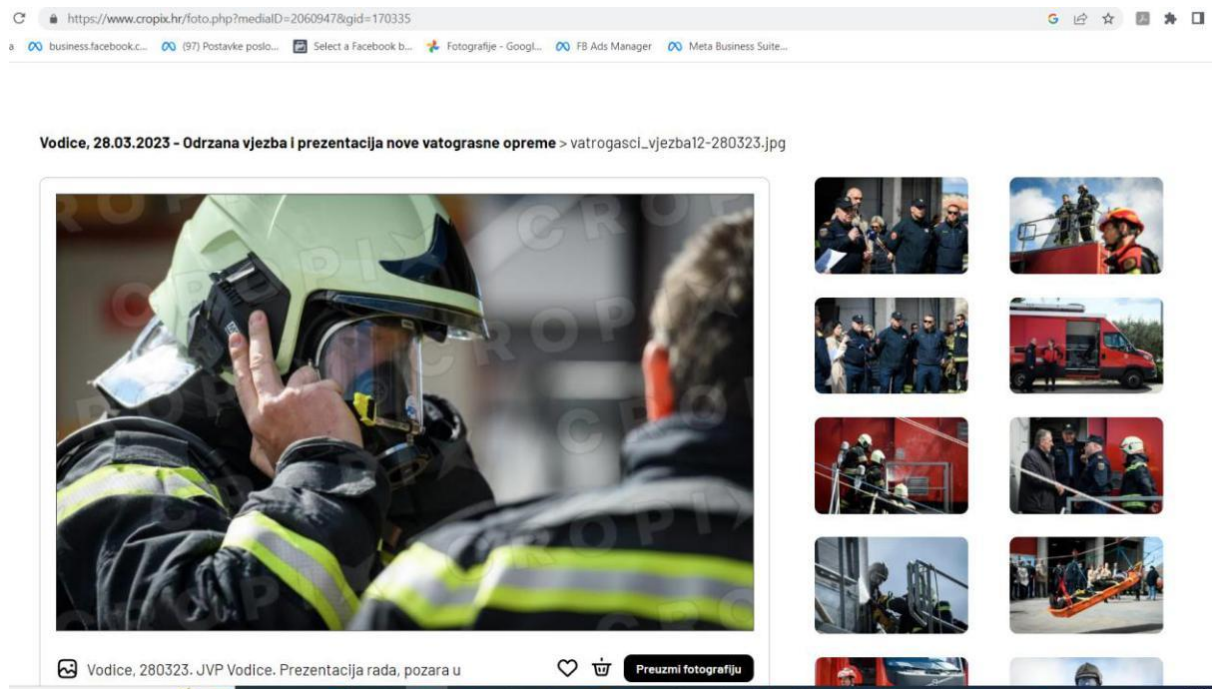 https://www.cropix.hr/foto.php?mediaID=2060947&gid=170335
a business.facebook.c... (97) Postavke poslo... Select a Facebook b... Fotografije - Googl... FB Ads Manager Meta Business Suite...
Vodice, 28.03.2023 - Odrzana vjezba i prezentacija nove vatograsne opreme > vatrogasci_vjezba12-280323.jpg
CROPIX
CROPIX
CROPIX
Vodice, 280323. JVP Vodice. Prezentacija rada, pozara u
Preuzmi fotografiju